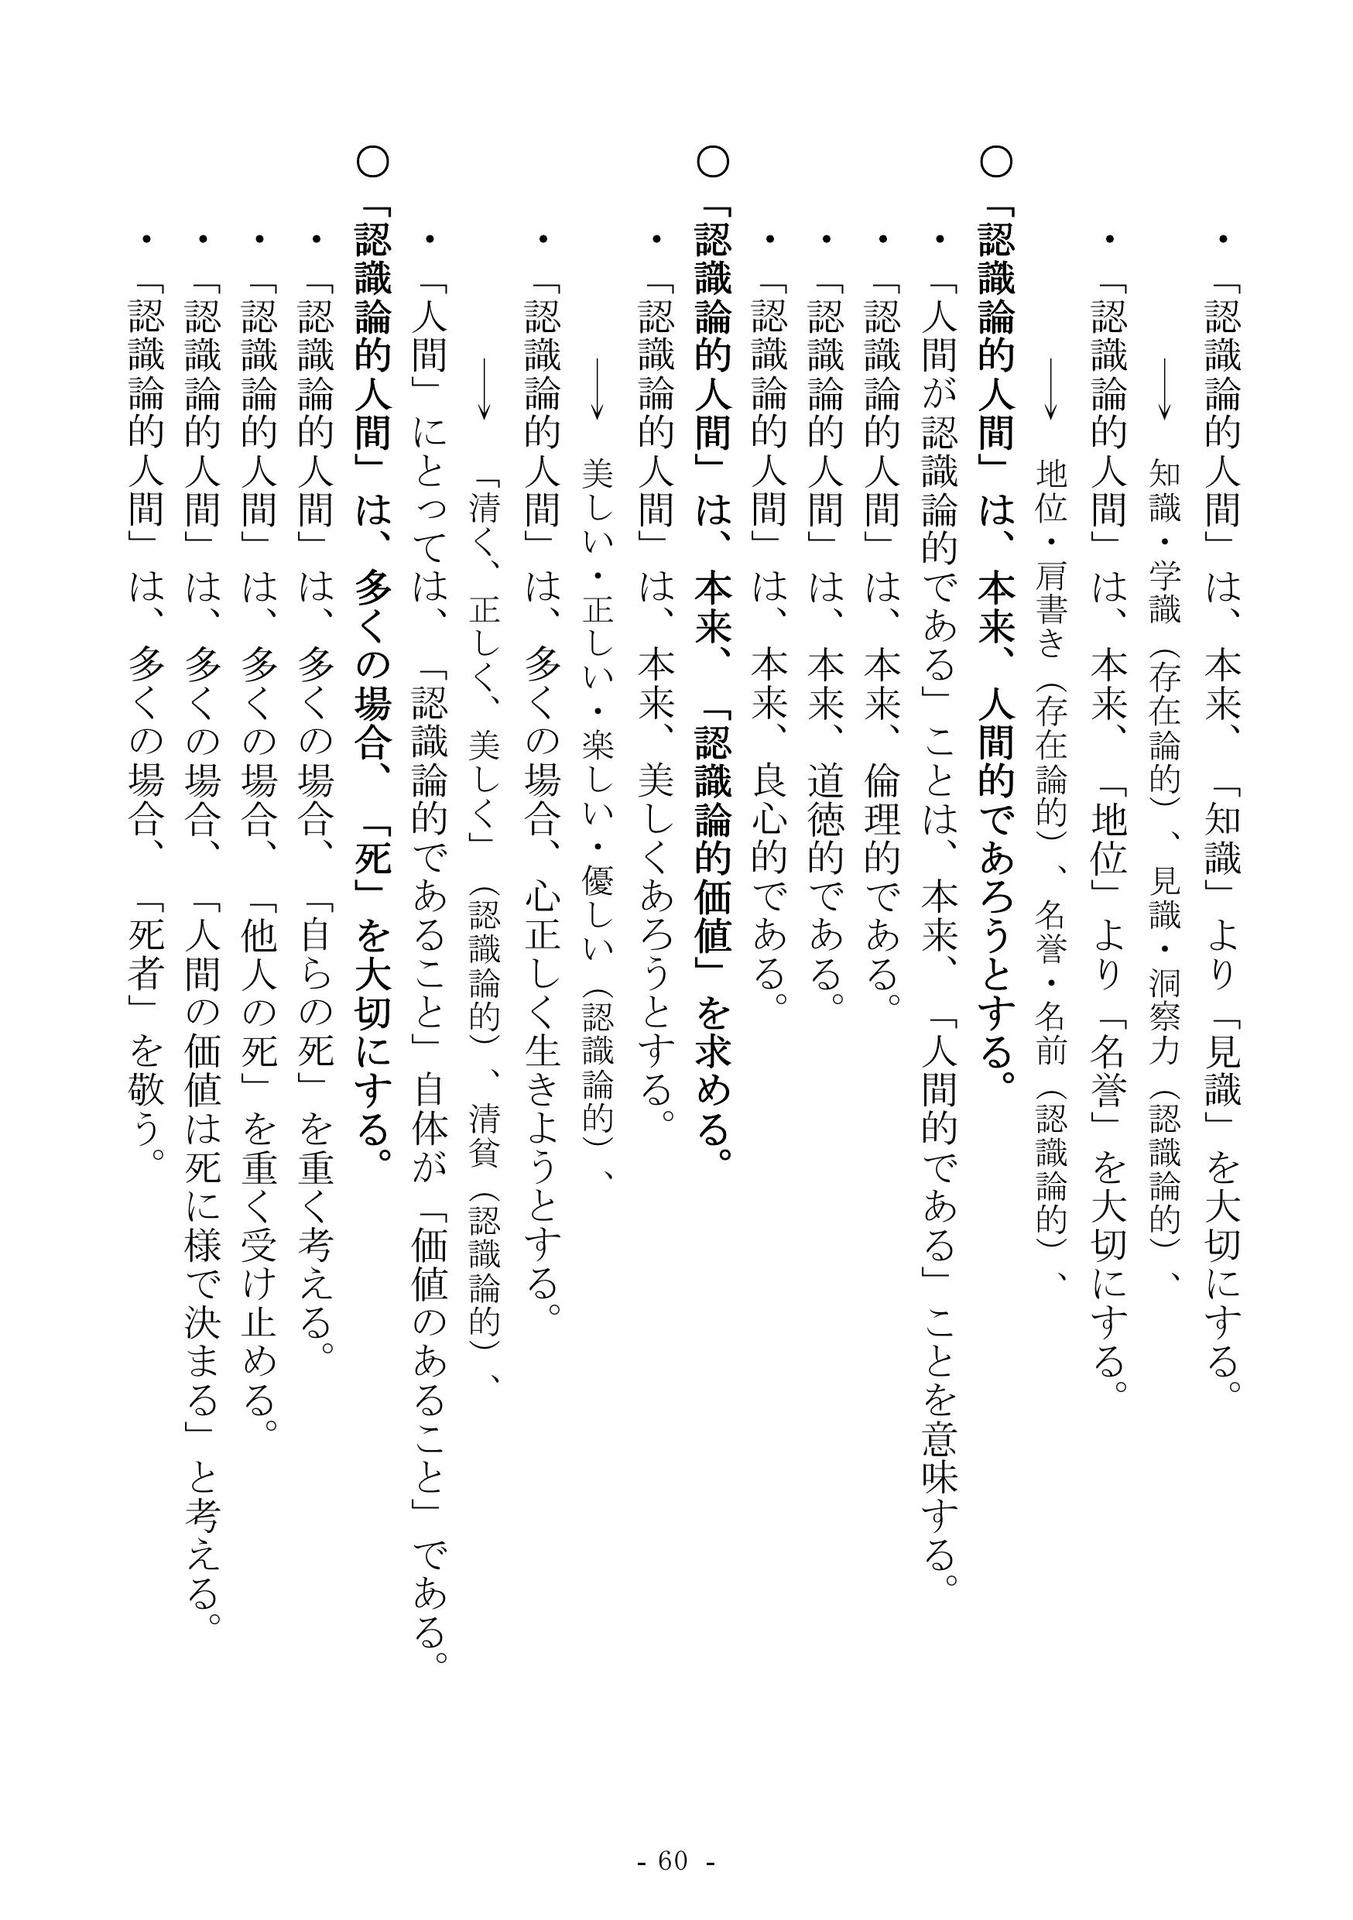 ・「認識論的人間」は、本来、「知識」より「見識」を大切にする。
→ 知識・学識（存在論的）、見識・洞察力（認識論的）、
・「認識論的人間」は、本来、「地位」より「名誉」を大切にする。
→ 地位・肩書き（存在論的）、名誉・名前（認識論的）、
○「認識論的人間」は、本来、人間的であろうとする。
・「人間が認識論的である」ことは、本来、「人間的である」ことを意味する。
・「認識論的人間」は、本来、倫理的である。
・「認識論的人間」は、本来、道徳的である。
・「認識論的人間」は、本来、良心的である。
○「認識論的人間」は、本来、「認識論的価値」を求める。
・「認識論的人間」は、本来、美しくあろうとする。
→ 美しい・正しい・楽しい・優しい（認識論的）、
・「認識論的人間」は、多くの場合、心正しく生きようとする。
→ 「清く、正しく、美しく」（認識論的）、清貧（認識論的）、
・「人間」にとっては、「認識論的であること」自体が「価値のあること」である。
○「認識論的人間」は、多くの場合、「死」を大切にする。
・「認識論的人間」は、多くの場合、「自らの死」を重く考える。
・「認識論的人間」は、多くの場合、「他人の死」を重く受け止める。
・「認識論的人間」は、多くの場合、「人間の価値は死に様で決まる」と考える。
・「認識論的人間」は、多くの場合、「死者」を敬う。
- 60 -